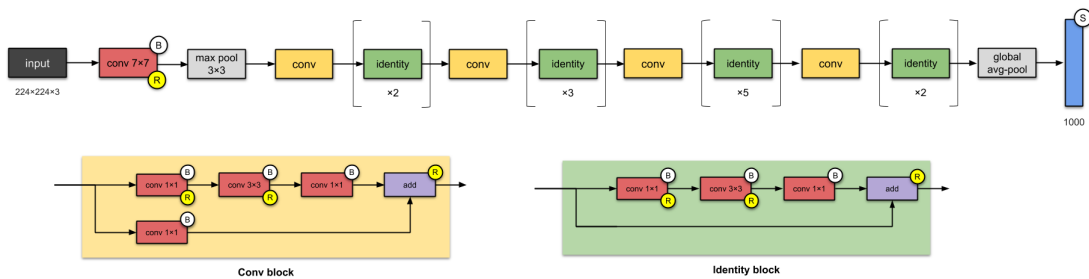 B
S
input
conv 7×7
max pool
3×3
conv
identity
conv
identity
conv
identity
conv
identity
global
avg-pool
R
224×224×3
×2
×3
×5
×2
1000
B
B
B
R
conv 1×1
conv 3×3
conv 1×1
add
R
R
B
conv 1×1
Conv block
B
B
B
R
conv 1×1
conv 3×3
conv 1×1
add
R
R
Identity block